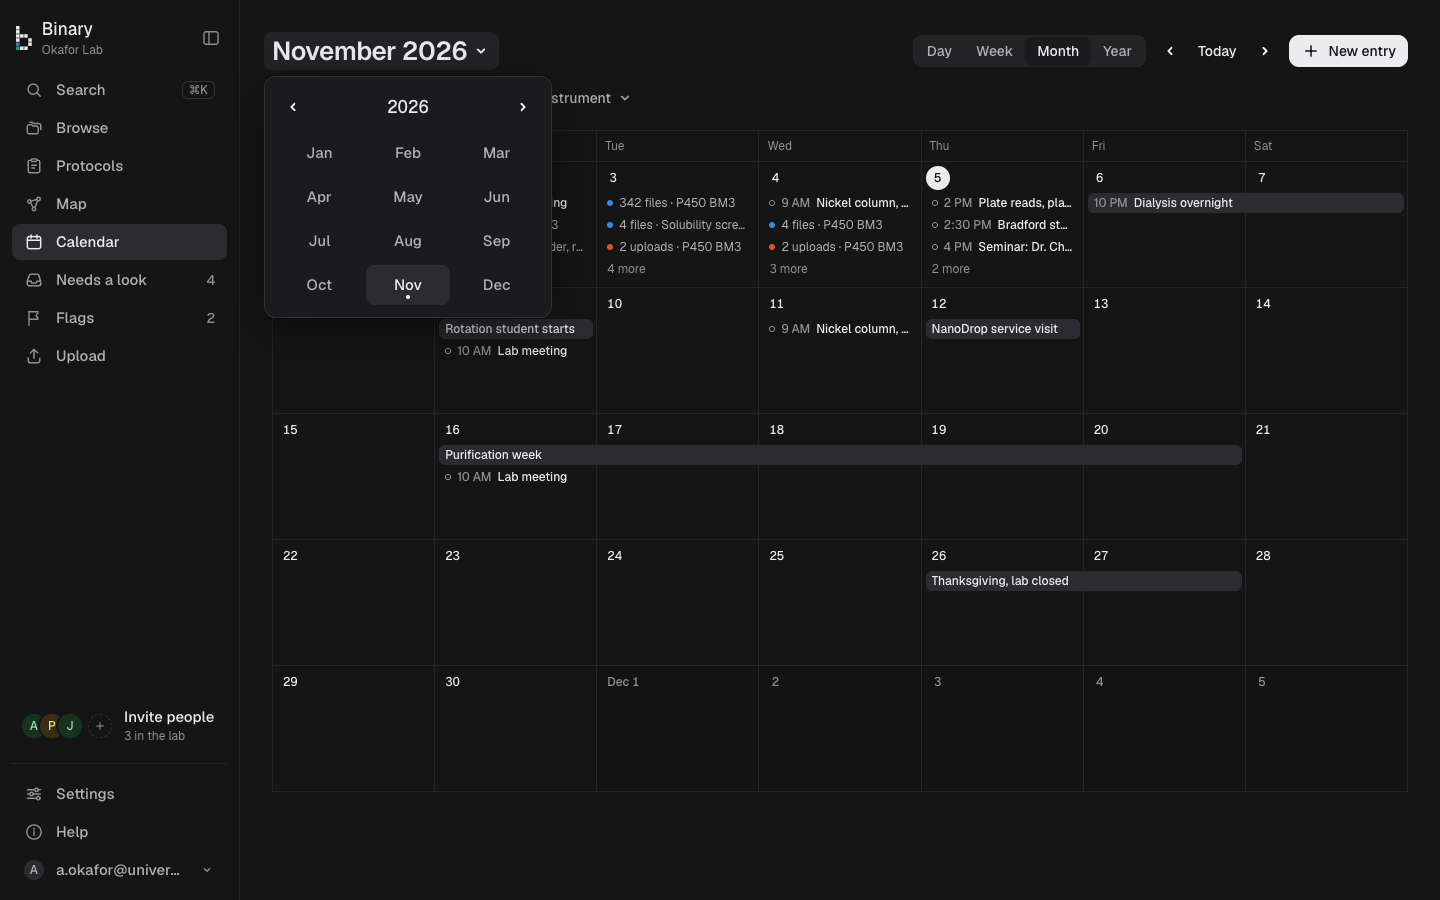 Binary
Okafor Lab
Search ⌘K
Browse
Protocols
Map
Calendar
Needs a look 4
Flags 2
Upload
A P J +
Invite people
3 in the lab
Settings
Help
A a.okafor@univer...
November 2026
Day Week Month Year Today + New entry
2026
Jan Feb Mar
Apr May Jun
Jul Aug Sep
Oct Nov Dec
strument
Tue Wed Thu Fri Sat
3 4 5 6 7
ng 342 files · P450 BM3 9 AM Nickel column, ... 2 PM Plate reads, pla... 10 PM Dialysis overnight
3 4 files · Solubility scre... 4 files · P450 BM3 2:30 PM Bradford st...
der, r... 2 uploads · P450 BM3 2 uploads · P450 BM3 4 PM Seminar: Dr. Ch...
4 more 3 more 2 more
10 11 12 13 14
Rotation student starts 9 AM Nickel column, ... NanoDrop service visit
10 AM Lab meeting
15 16 17 18 19 20 21
Purification week
10 AM Lab meeting
22 23 24 25 26 27 28
Thanksgiving, lab closed
29 30 Dec 1 2 3 4 5